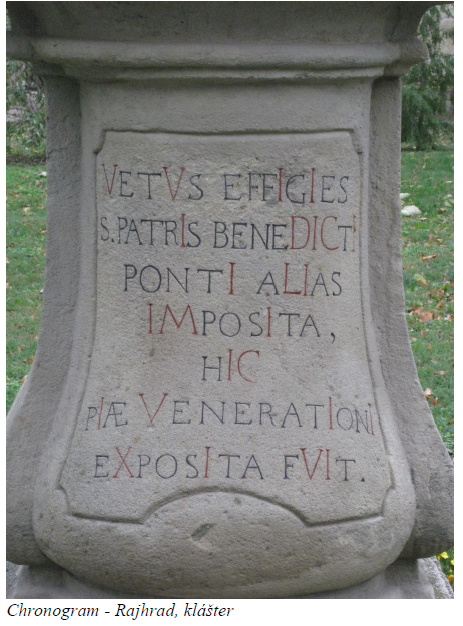 VETVS EFFIGIES
S. PATRIS BENEDICTI
PONTI ALIAS
IMPOSITA,
HIC
PIÆ VENERATIONI
EXPOSITA FVIT.
Chronogram - Rajhrad, klášter